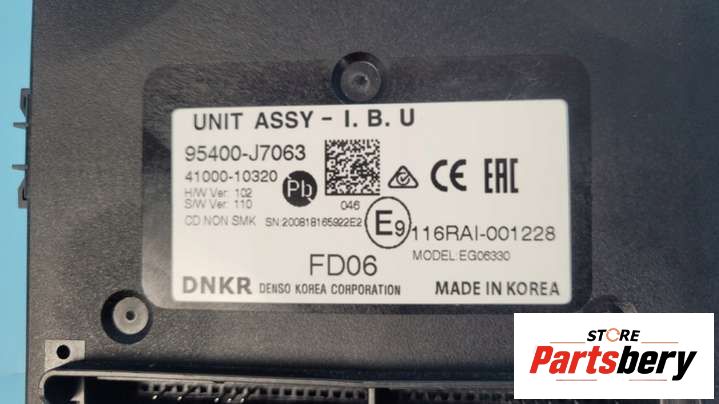 UNIT ASSY - I. B. U
95400-J7063
41000-10320
H/W Ver: 102
S/W Ver: 110
CD NON SMK
Pb
046
SN:200818165922E2
CE EAC
E9
116RAI-001228
MODEL:EG06330
FD06
DNKR DENSO KOREA CORPORATION
MADE IN KOREA
STORE
Partsbery